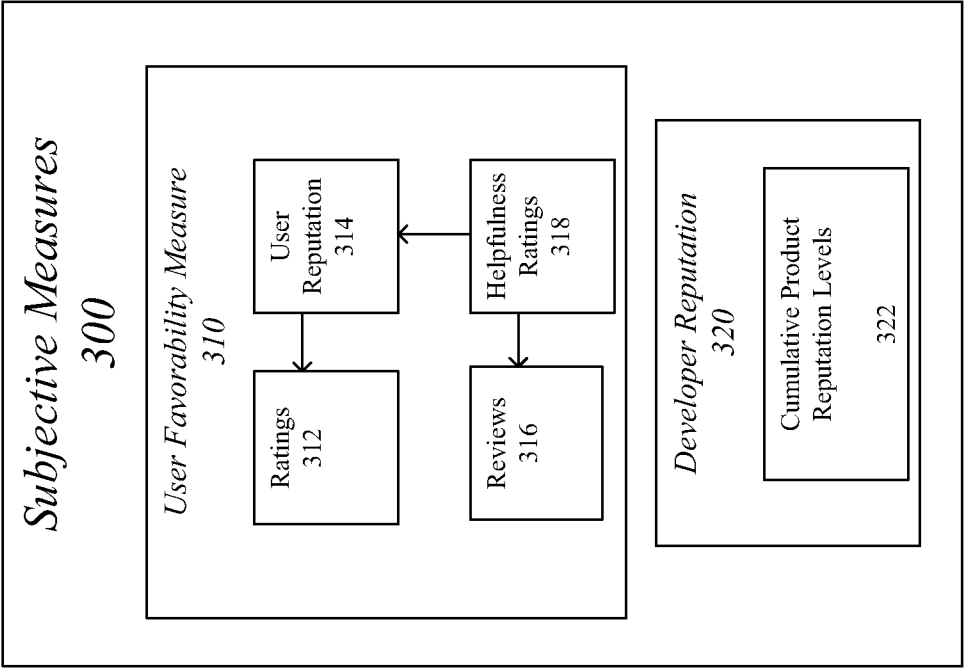 Subjective Measures
300
User Favorability Measure
310
Ratings
312
User
Reputation
314
Reviews
316
Helpfulness
Ratings
318
Developer Reputation
320
Cumulative Product
Reputation Levels
322